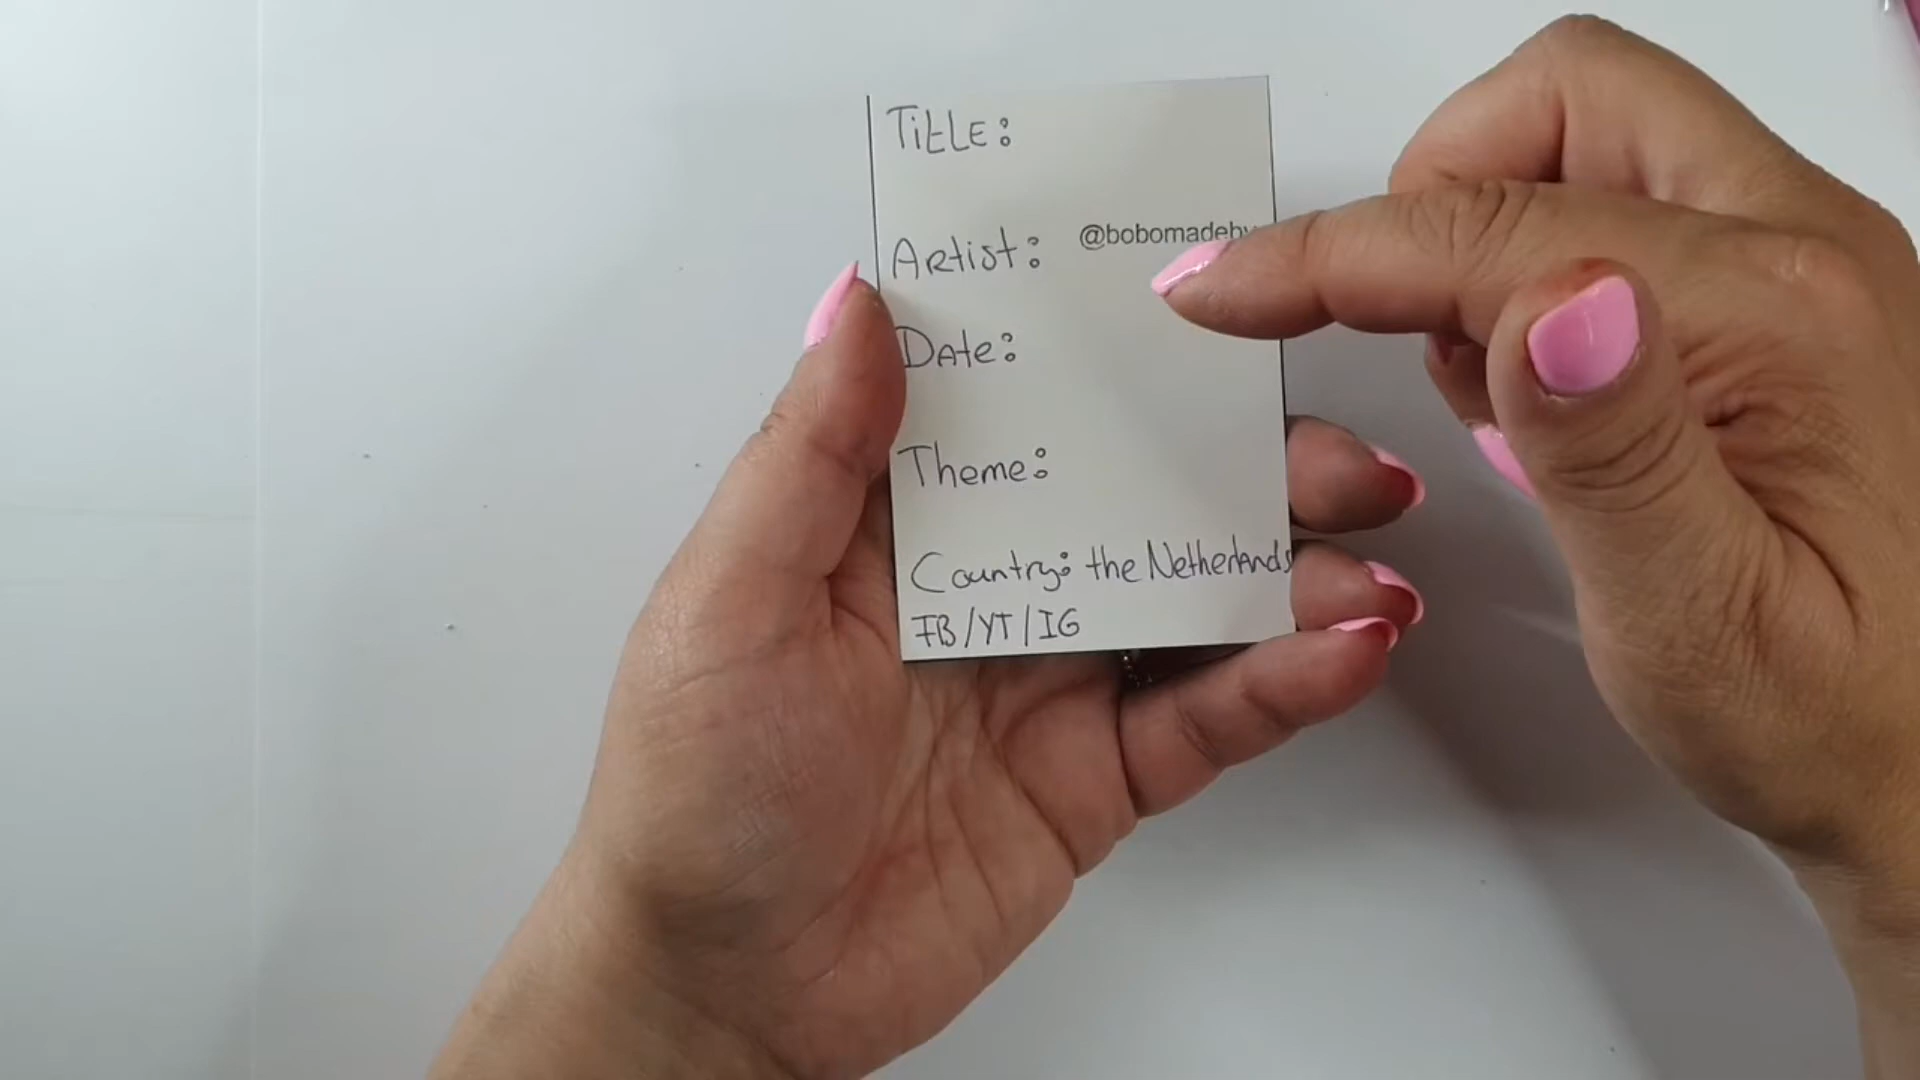 Title:
Artist: @bobomadeby
Date:
Theme:
Country: the Netherlands
FB/YT/IG